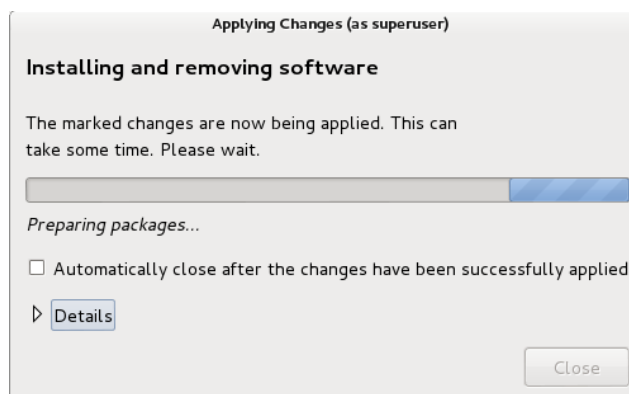 Applying Changes (as superuser)
Installing and removing software
The marked changes are now being applied. This can
take some time. Please wait.
Preparing packages...
Automatically close after the changes have been successfully applied
Details
Close